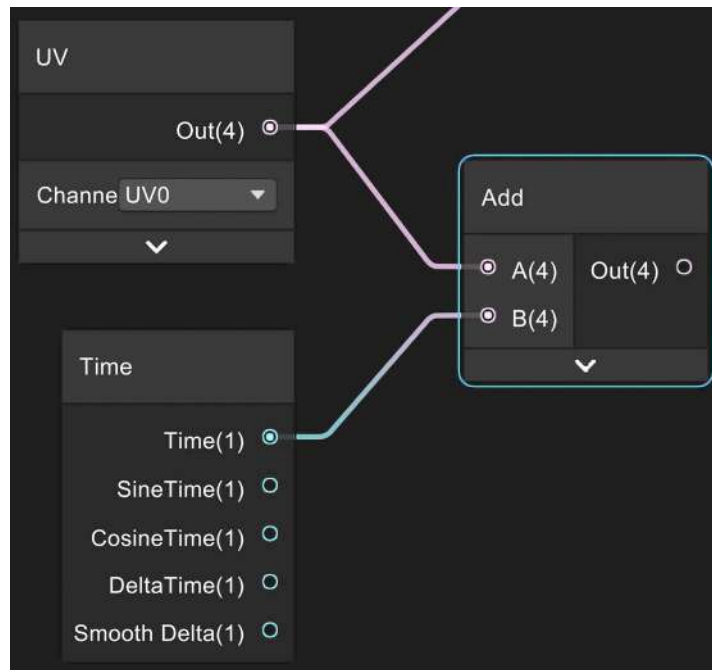 UV
Out(4)
Channe UV0
Add
A(4) Out(4)
B(4)
Time
Time(1)
SineTime(1)
CosineTime(1)
DeltaTime(1)
Smooth Delta(1)